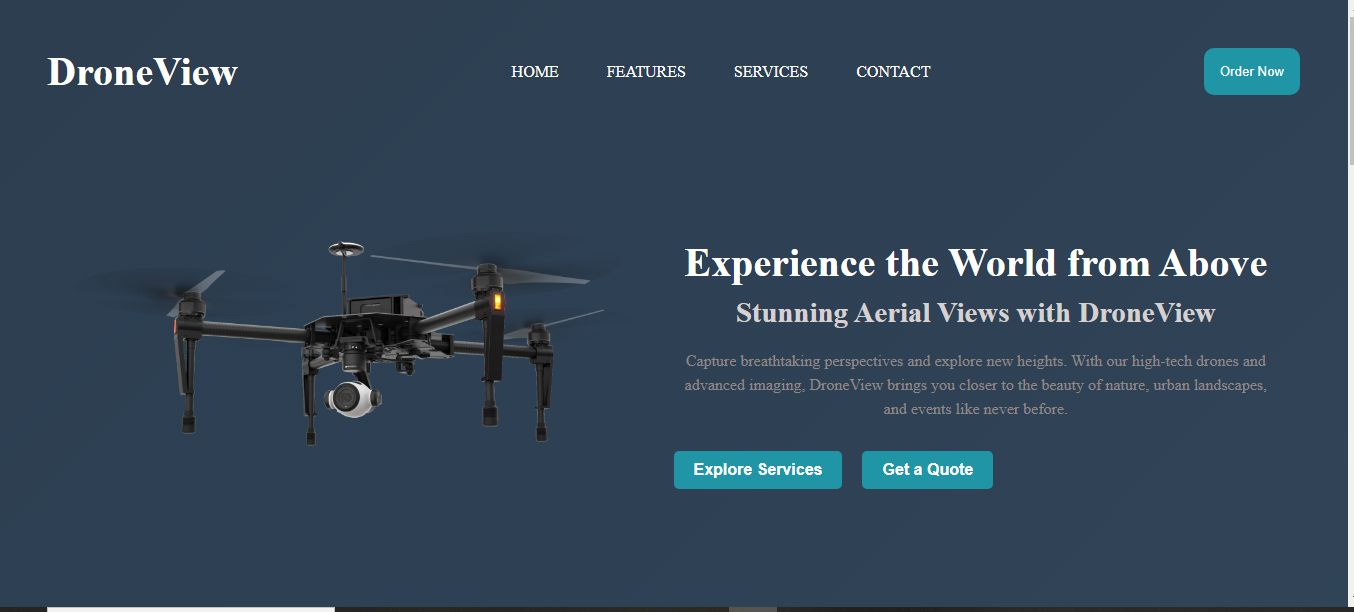 DroneView
HOME
FEATURES
SERVICES
CONTACT
Order Now
Experience the World from Above
Stunning Aerial Views with DroneView
Capture breathtaking perspectives and explore new heights. With our high-tech drones and
advanced imaging, DroneView brings you closer to the beauty of nature, urban landscapes,
and events like never before.
Explore Services
Get a Quote